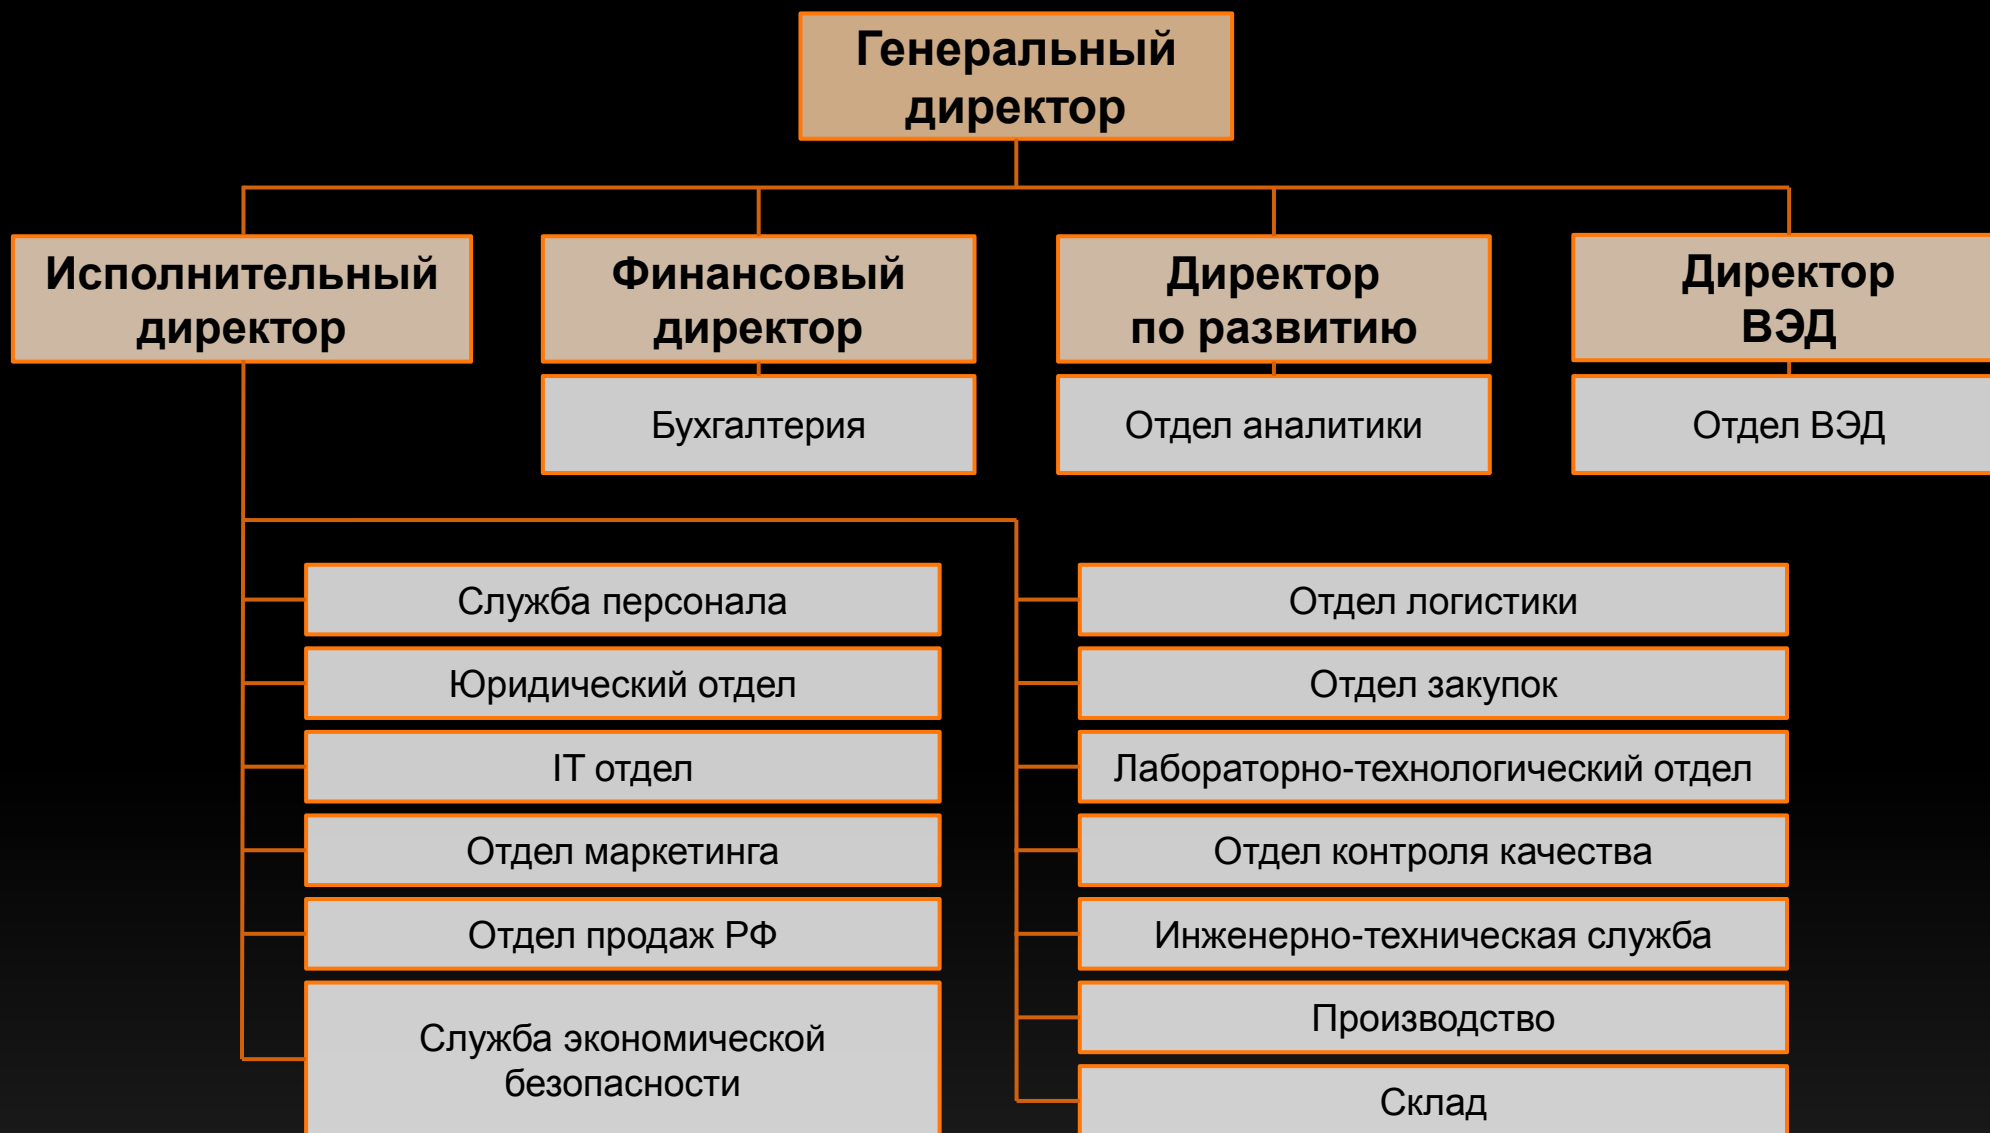 Генеральный
директор
Исполнительный
директор
Финансовый
директор
Директор
по развитию
Директор
ВЭД
Бухгалтерия
Отдел аналитики
Отдел ВЭД
Служба персонала
Юридический отдел
IT отдел
Отдел маркетинга
Отдел продаж РФ
Служба экономической
безопасности
Отдел логистики
Отдел закупок
Лабораторно-технологический отдел
Отдел контроля качества
Инженерно-техническая служба
Производство
Склад